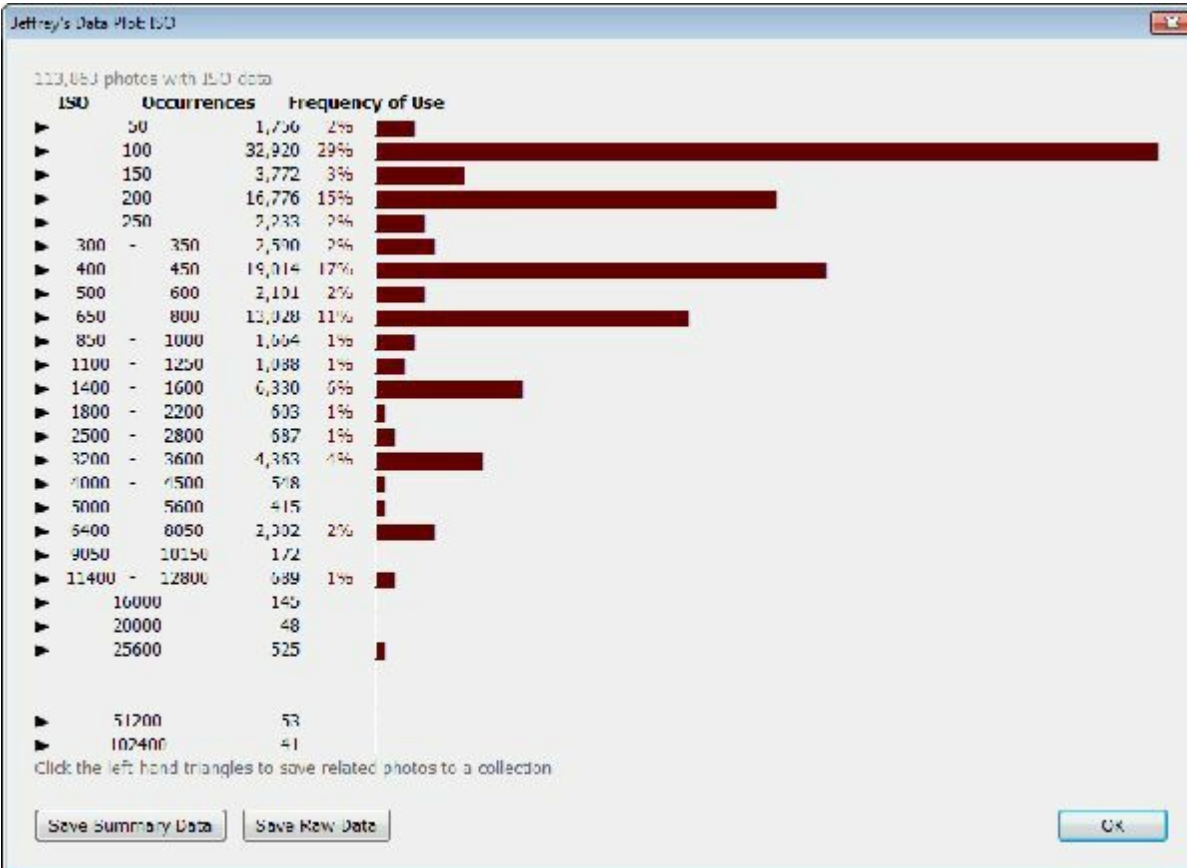 Jeffrey's Data Plot: ISO
113,863 photos with ISO data
ISO Occurrences Frequency of Use
50 1,756 2%
100 32,920 29%
150 3,772 3%
200 16,776 15%
250 2,233 2%
300 - 350 2,590 2%
400 450 19,014 17%
500 600 2,101 2%
650 800 13,028 11%
850 - 1000 1,664 1%
1100 - 1250 1,088 1%
1400 - 1600 6,330 6%
1800 - 2200 603 1%
2500 - 2800 687 1%
3200 - 3600 4,363 4%
4000 - 4500 548
5000 5600 415
6400 8050 2,302 2%
9050 10150 172
11400 - 12800 689 1%
16000 145
20000 48
25600 525
51200 53
102400 41
Click the left hand triangles to save related photos to a collection
Save Summary Data Save Raw Data OK